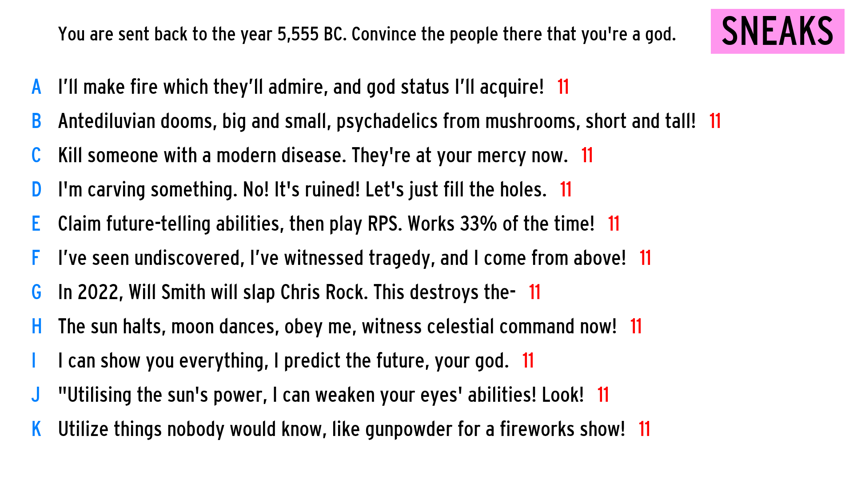 You are sent back to the year 5,555 BC. Convince the people there that you're a god.
SNEAKS
A I’ll make fire which they’ll admire, and god status I’ll acquire! 11
B Antediluvian dooms, big and small, psychadelics from mushrooms, short and tall! 11
C Kill someone with a modern disease. They're at your mercy now. 11
D I'm carving something. No! It's ruined! Let's just fill the holes. 11
E Claim future-telling abilities, then play RPS. Works 33% of the time! 11
F I’ve seen undiscovered, I’ve witnessed tragedy, and I come from above! 11
G In 2022, Will Smith will slap Chris Rock. This destroys the- 11
H The sun halts, moon dances, obey me, witness celestial command now! 11
I I can show you everything, I predict the future, your god. 11
J "Utilising the sun's power, I can weaken your eyes' abilities! Look! 11
K Utilize things nobody would know, like gunpowder for a fireworks show! 11